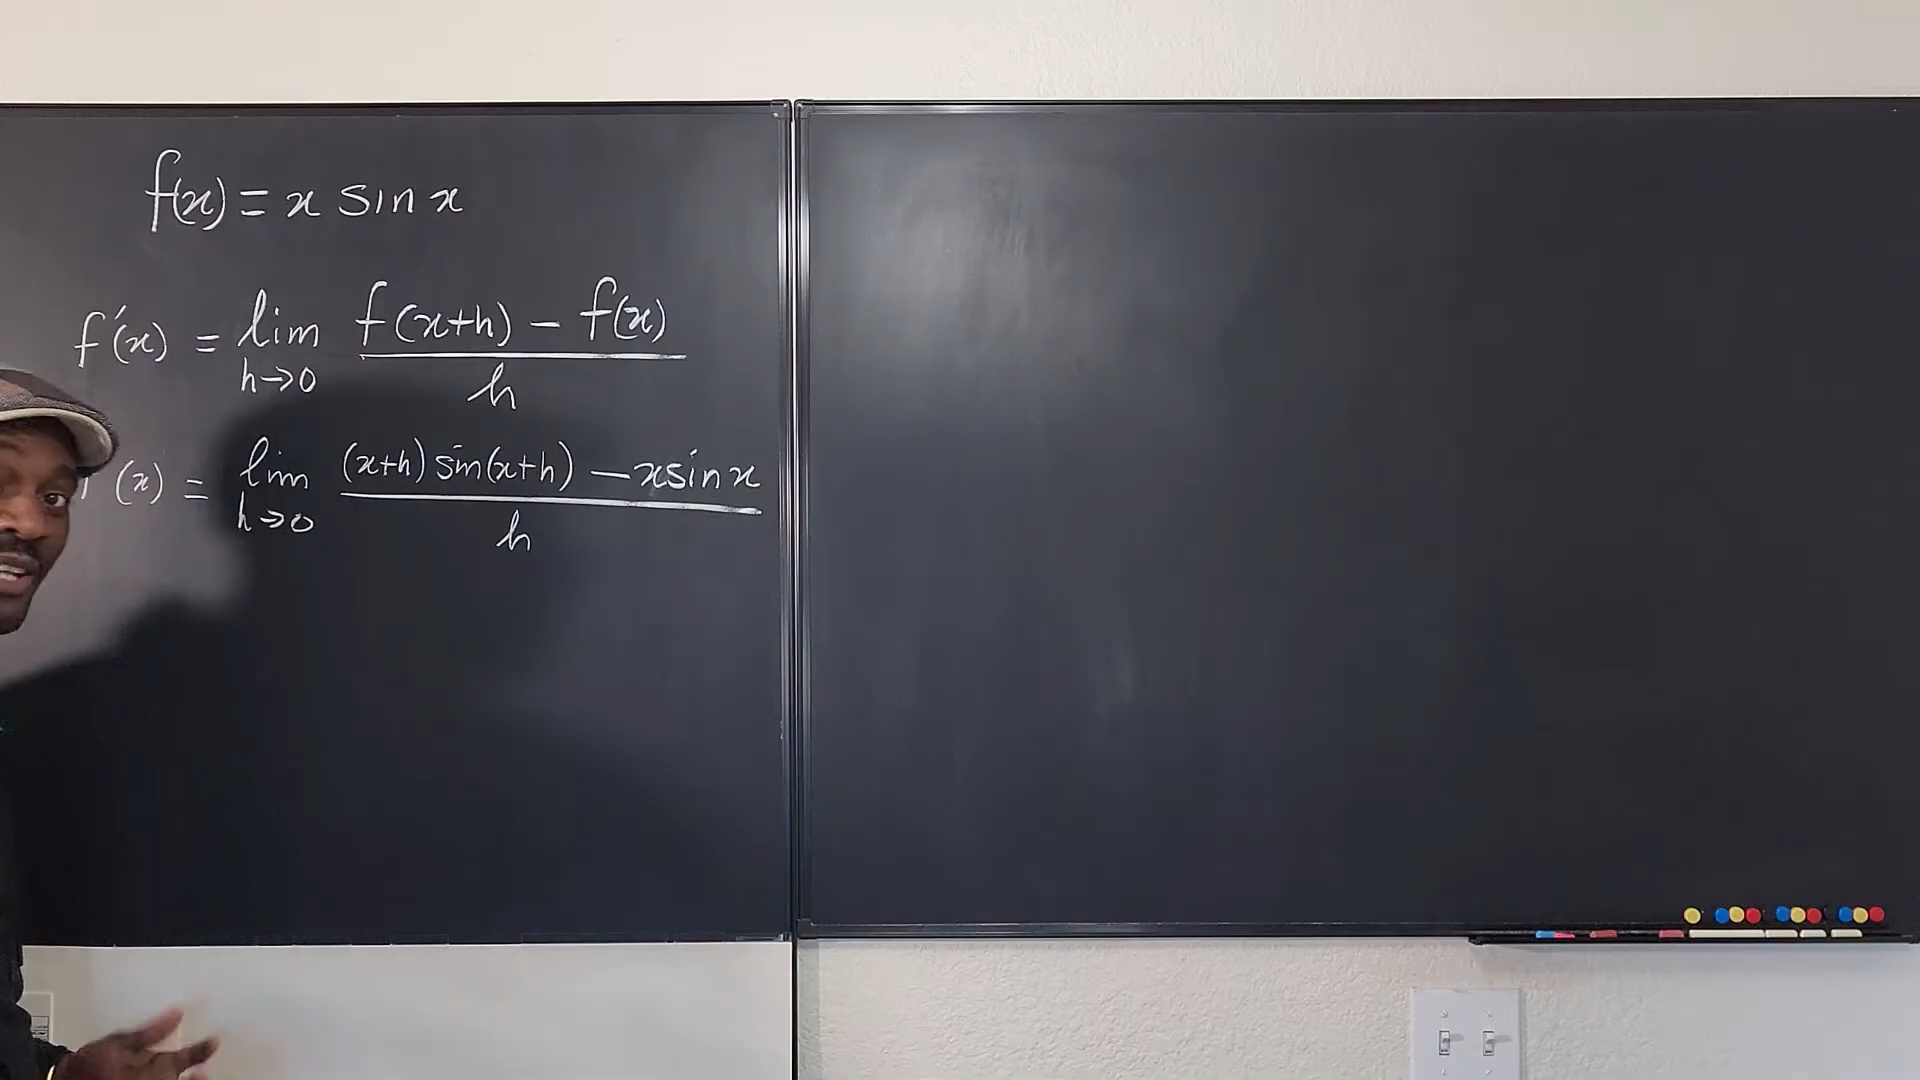 f(x) = x sin x
f'(x) = lim h→0 f(x+h) − f(x) / h
(x) = lim h→0 (x+h) sin(x+h) − x sin x / h